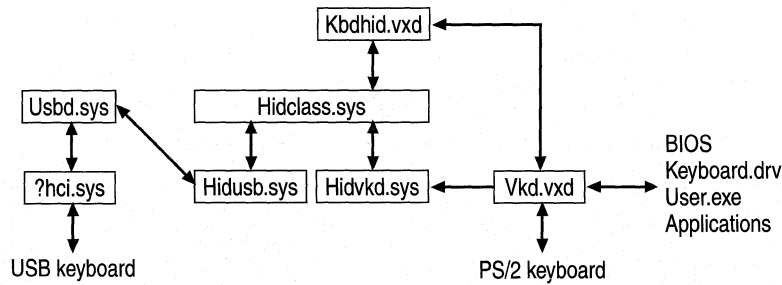 Kbdhid.vxd
Usbd.sys
Hidclass.sys
?hci.sys
Hidusb.sys
Hidvkd.sys
Vkd.vxd
BIOS
Keyboard.drv
User.exe
Applications
USB keyboard
PS/2 keyboard